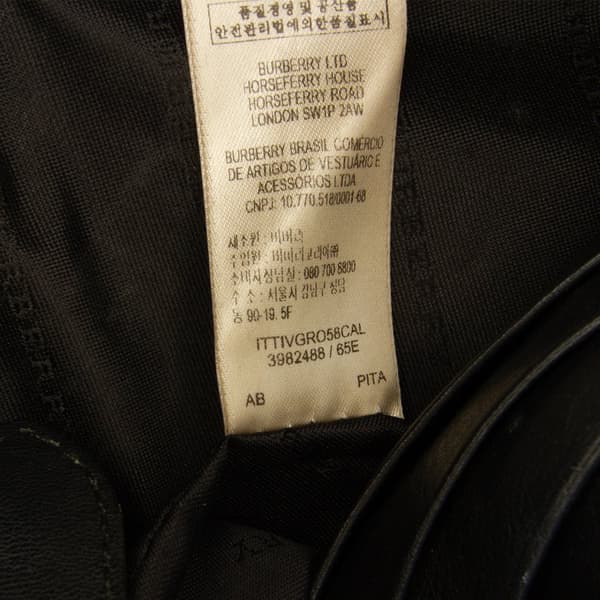 품질경영 및 공산품
안전관리법에의한품질표시
BURBERRY LTD
HORSEFERRY HOUSE
HORSEFERRY ROAD
LONDON SW1P 2AW
BURBERRY BRASIL COMÉRCIO
DE ARTIGOS DE VESTUÁRIO E
ACESSÓRIOS LTDA
CNPJ: 10.770.518/0001-68
제조원 : 버버리
수입원 : 버버리코리아㈜
소비자상담실 : 080 700 8800
주소 : 서울시 강남구 청담
동 90-19. 5F
ITTIVGRO58CAL
3982488 / 65E
AB PITA